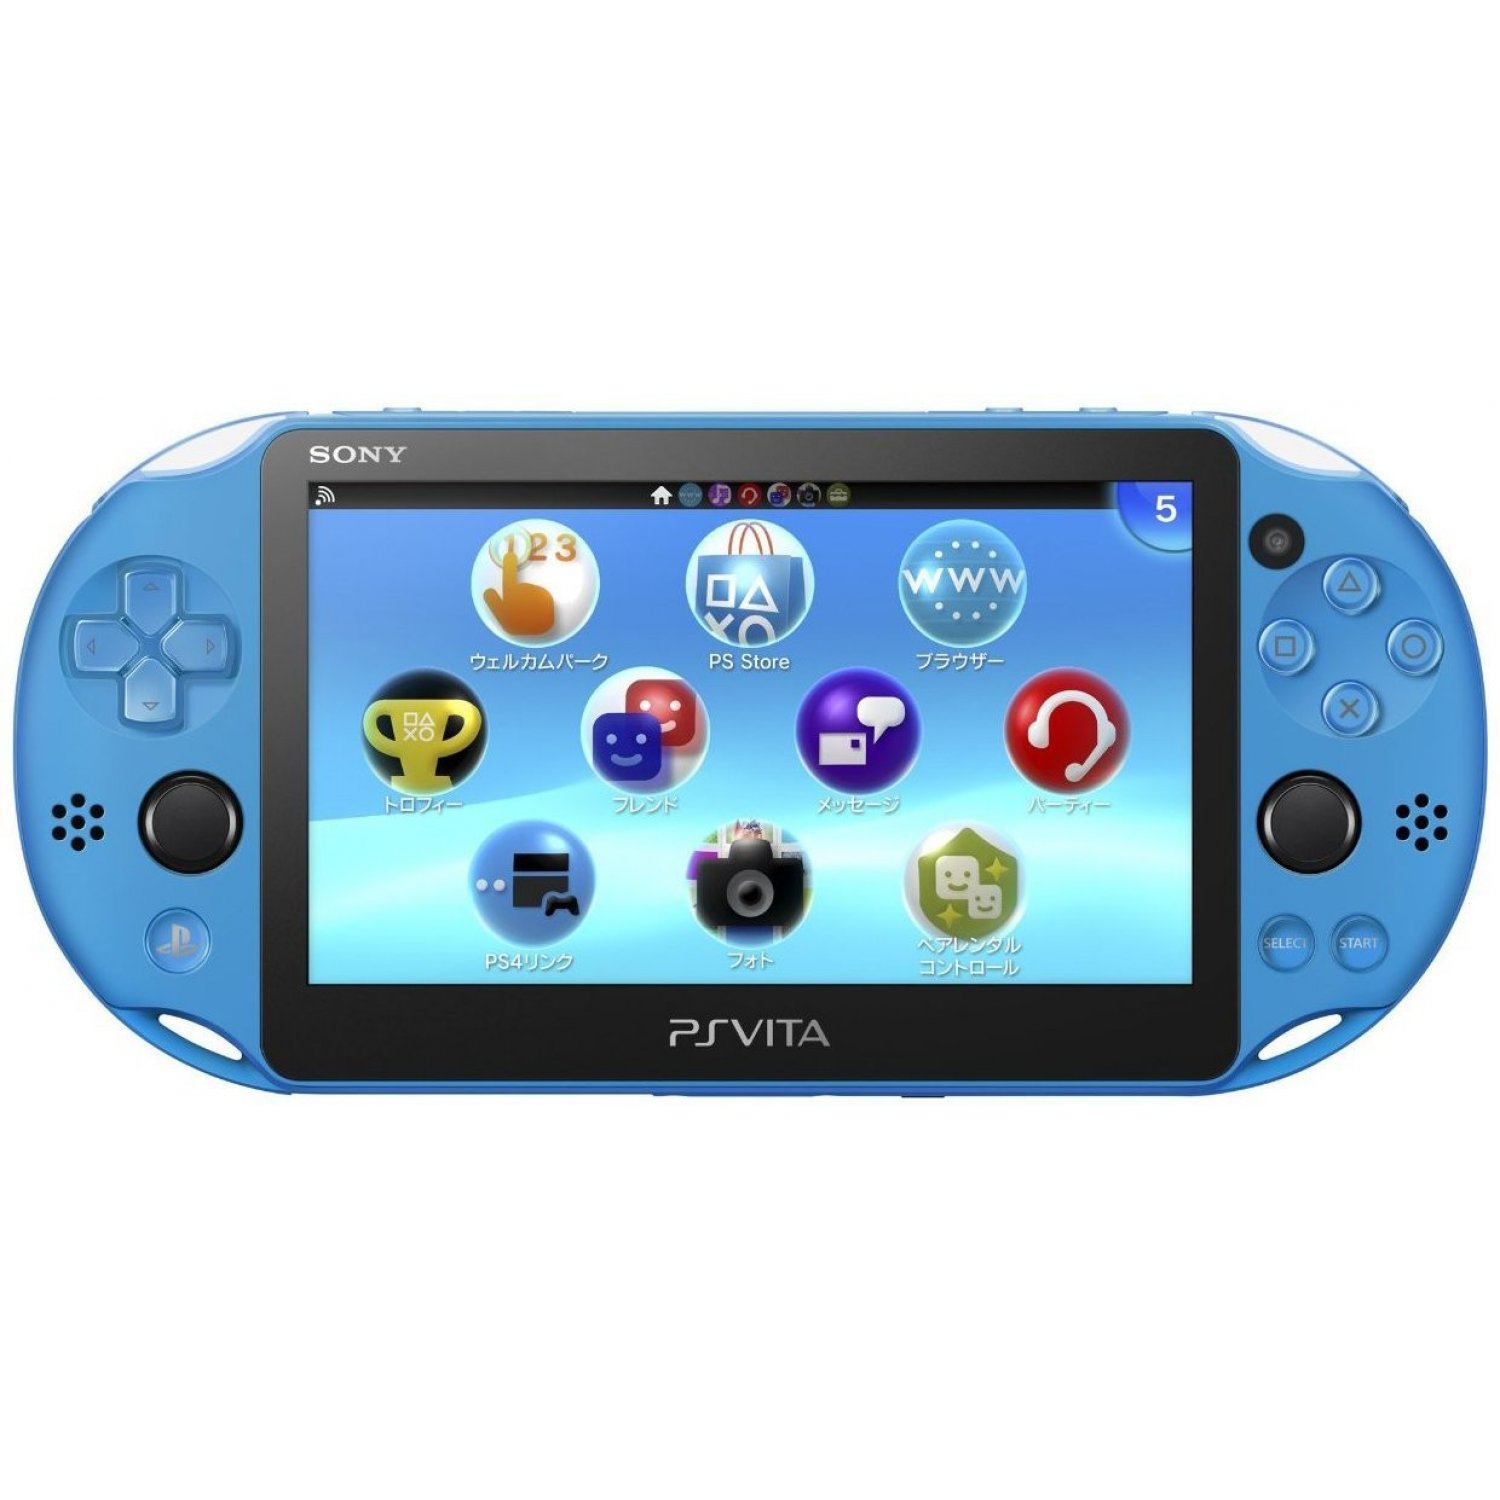 SONY
www
5
123
WWW
ウェルカムパーク
PS Store
ブラウザー
トロフィー
フレンド
メッセージ
パーティー
PS4リンク
フォト
ペアレンタル
コントロール
SELECT
START
PSVITA